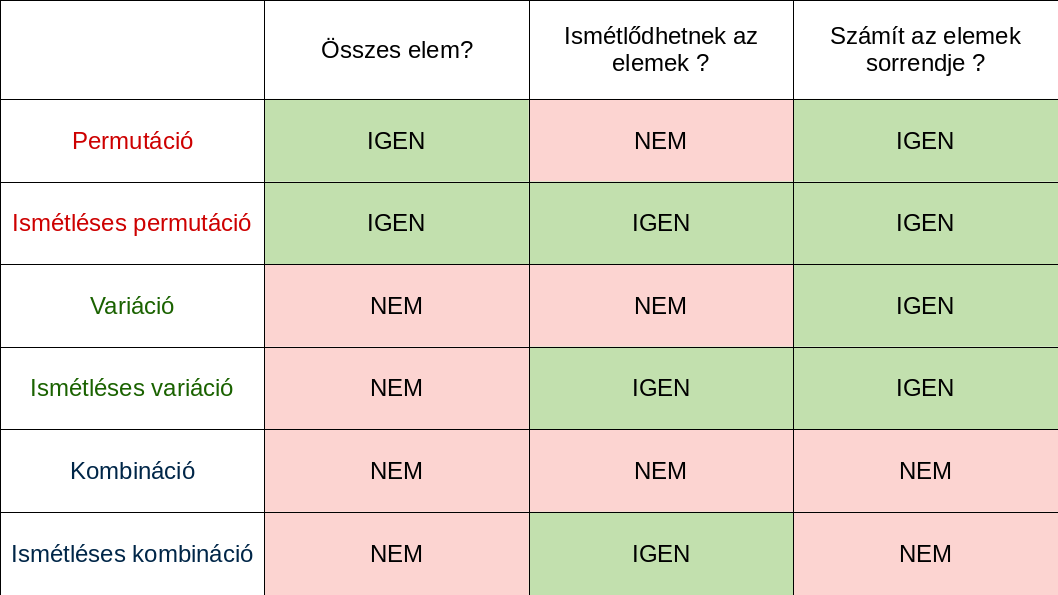 Összes elem?
Ismétlődhetnek az
elemek ?
Számít az elemek
sorrendje ?
Permutáció IGEN NEM IGEN
Ismétléses permutáció IGEN IGEN IGEN
Variáció NEM NEM IGEN
Ismétléses variáció NEM IGEN IGEN
Kombináció NEM NEM NEM
Ismétléses kombináció NEM IGEN NEM